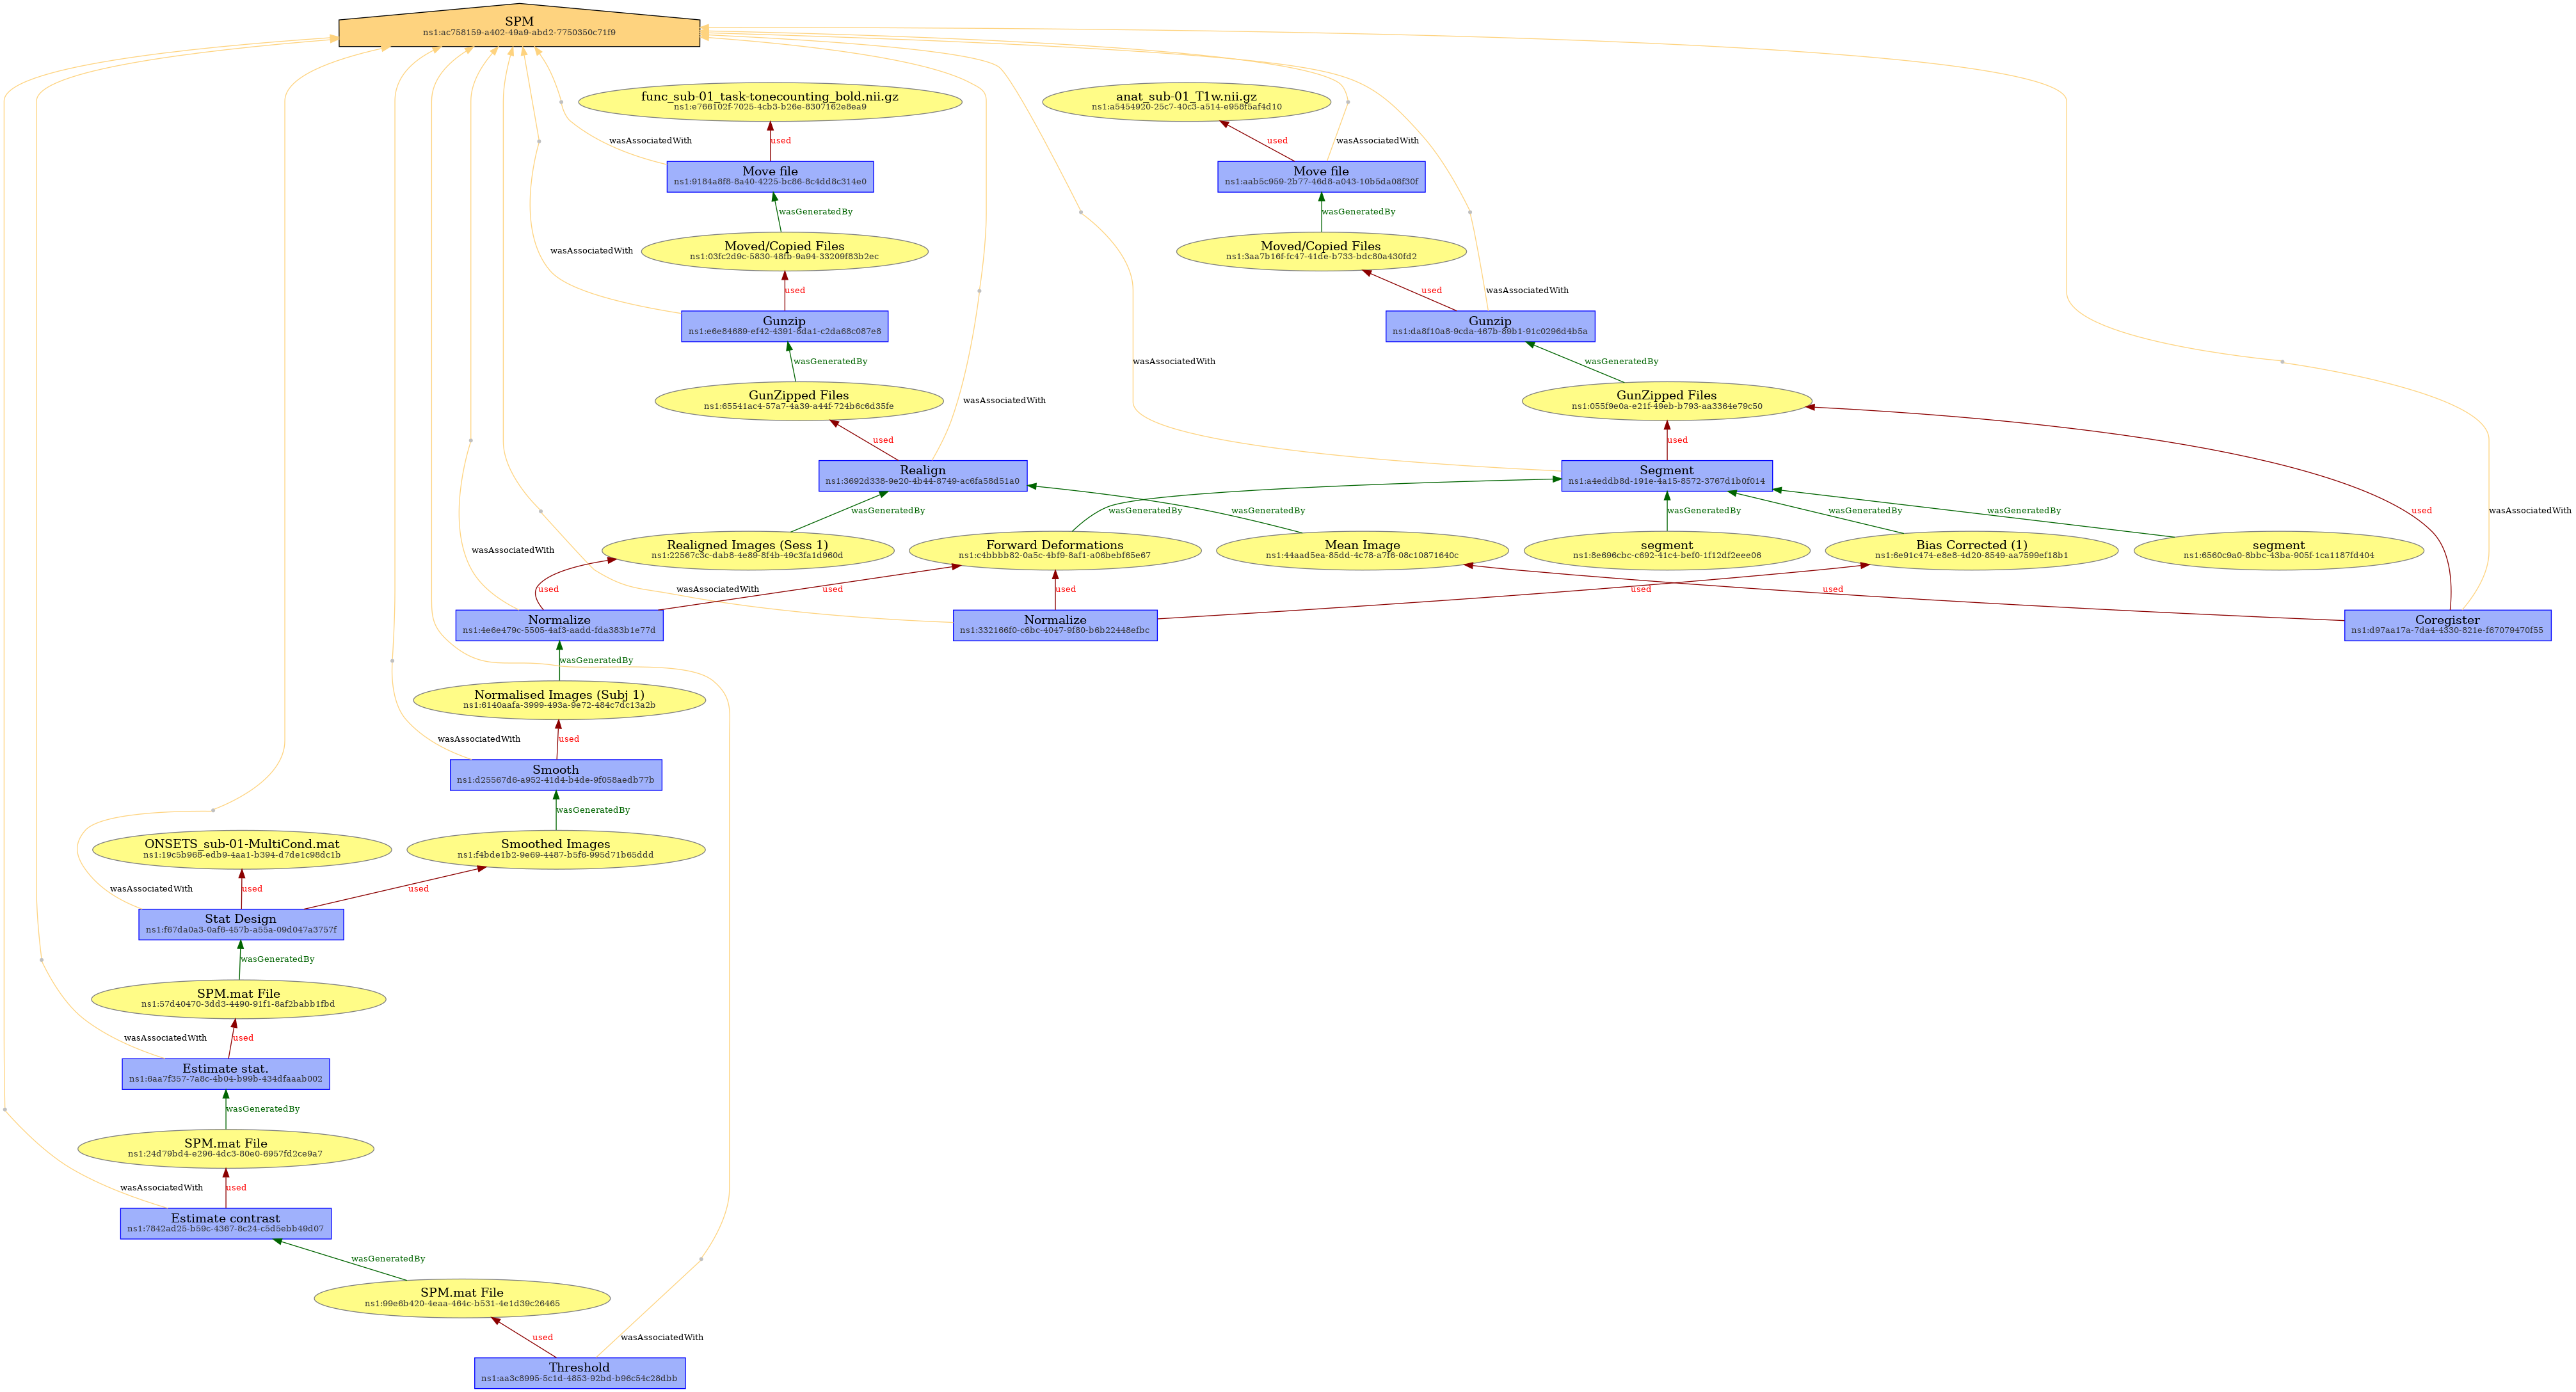 SPM
ns1:ac758159-a402-49a9-abd2-7750350c71f9
func_sub-01_task-tonecounting_bold.nii.gz
ns1:e766102f-7025-4cb3-b26e-8307162e8ea9
anat_sub-01_T1w.nii.gz
ns1:a5454920-25c7-40c3-a514-e958f5af4d10
wasAssociatedWith
used
used
wasAssociatedWith
Move file
ns1:9184a8f8-8a40-4225-bc86-8c4dd8c314e0
Move file
ns1:aab5c959-2b77-46d8-a043-10b5da08f30f
wasGeneratedBy
wasGeneratedBy
wasAssociatedWith
Moved/Copied Files
ns1:03fc2d9c-5830-48fb-9a94-33209f83b2ec
Moved/Copied Files
ns1:3aa7b16f-fc47-41de-b733-bdc80a430fd2
used
used
wasAssociatedWith
Gunzip
ns1:e6e84689-ef42-4391-8da1-c2da68c087e8
Gunzip
ns1:da8f10a8-9cda-467b-89b1-91c0296d4b5a
wasGeneratedBy
wasAssociatedWith
wasGeneratedBy
GunZipped Files
ns1:65541ac4-57a7-4a39-a44f-724b6c6d35fe
wasAssociatedWith
GunZipped Files
ns1:055f9e0a-e21f-49eb-b793-aa3364e79c50
used
used
Realign
ns1:3692d338-9e20-4b44-8749-ac6fa58d51a0
Segment
ns1:a4eddb8d-191e-4a15-8572-3767d1b0f014
wasGeneratedBy
wasGeneratedBy
wasGeneratedBy
wasGeneratedBy
wasGeneratedBy
wasGeneratedBy
used
wasAssociatedWith
wasAssociatedWith
Realigned Images (Sess 1)
ns1:22567c3c-dab8-4e89-8f4b-49c3fa1d960d
Forward Deformations
ns1:c4bbbb82-0a5c-4bf9-8af1-a08bebf65e67
Mean Image
ns1:44aad5ea-85dd-4c78-a7f6-08c10871640c
segment
ns1:8e696cbc-c692-41c4-bef0-1f12df2eee06
Bias Corrected (1)
ns1:6e91c474-e8e8-4d20-8549-aa7599ef18b1
segment
ns1:6560c9a0-8bbc-43ba-905f-1ca1187fd404
used
wasAssociatedWith
used
used
used
used
Normalize
ns1:4e6e479c-5505-4af3-aadd-fda383b1e77d
Normalize
ns1:332166f0-c6bc-4047-9f80-b6b22448efbc
Coregister
ns1:d97aa17a-7da4-4330-821e-f67079470f55
wasGeneratedBy
Normalised Images (Subj 1)
ns1:6140aafa-3999-493a-9e72-484c7dc13a2b
wasAssociatedWith
used
Smooth
ns1:d25567d6-a952-41d4-b4de-9f058aedb77b
wasGeneratedBy
ONSETS_sub-01-MultiCond.mat
ns1:19c5b968-edb9-4aa1-b394-d7de1c98dc1b
Smoothed Images
ns1:f4bde1b2-9e69-4487-b5f6-995d71b65ddd
wasAssociatedWith
used
used
Stat Design
ns1:f67da0a3-0af6-457b-a55a-09d047a3757f
wasGeneratedBy
SPM.mat File
ns1:57d40470-3dd3-4490-91f1-8af2babb1fbd
wasAssociatedWith
used
Estimate stat.
ns1:6aa7f357-7a8c-4b04-b99b-434dfaaab002
wasGeneratedBy
SPM.mat File
ns1:24d79bd4-e296-4dc3-80e0-6957fd2ce9a7
wasAssociatedWith
used
Estimate contrast
ns1:7842ad25-b59c-4367-8c24-c5d5ebb49d07
wasGeneratedBy
SPM.mat File
ns1:99e6b420-4eaa-464c-b531-4e1d39c26465
used
wasAssociatedWith
Threshold
ns1:aa3c8995-5c1d-4853-92bd-b96c54c28dbb